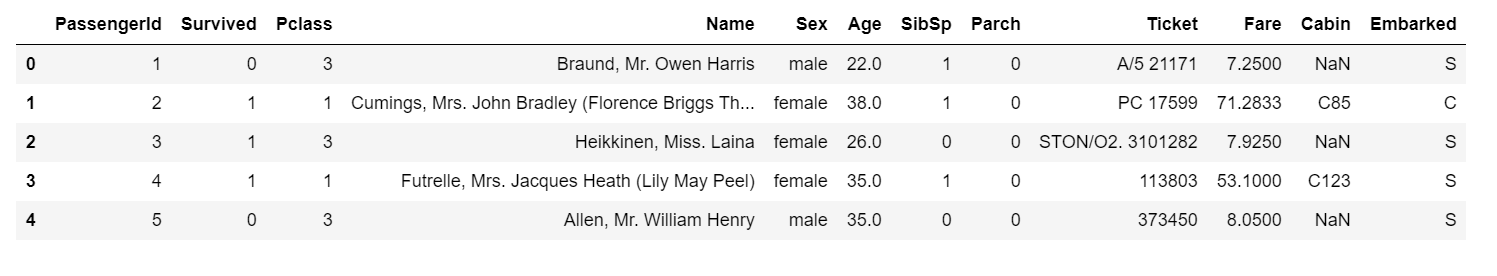 PassengerId Survived Pclass Name Sex Age SibSp Parch Ticket Fare Cabin Embarked
0 1 0 3 Braund, Mr. Owen Harris male 22.0 1 0 A/5 21171 7.2500 NaN S
1 2 1 1 Cumings, Mrs. John Bradley (Florence Briggs Th... female 38.0 1 0 PC 17599 71.2833 C85 C
2 3 1 3 Heikkinen, Miss. Laina female 26.0 0 0 STON/O2. 3101282 7.9250 NaN S
3 4 1 1 Futrelle, Mrs. Jacques Heath (Lily May Peel) female 35.0 1 0 113803 53.1000 C123 S
4 5 0 3 Allen, Mr. William Henry male 35.0 0 0 373450 8.0500 NaN S